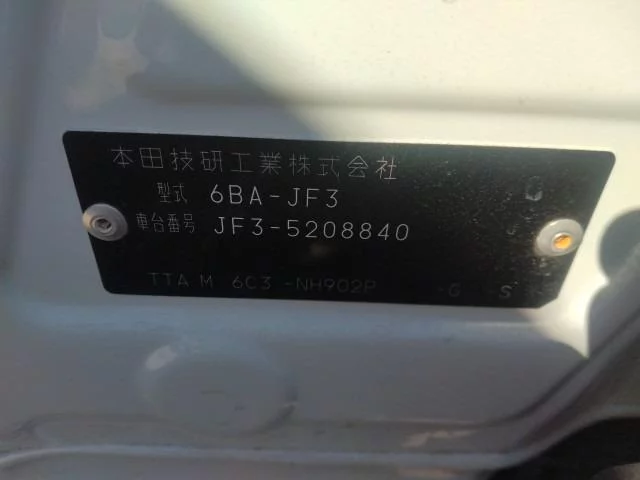 本田技研工業株式会社
型式 6BA-JF3
車台番号 JF3-5208840
TTA M 6C3 -NH902P -G S